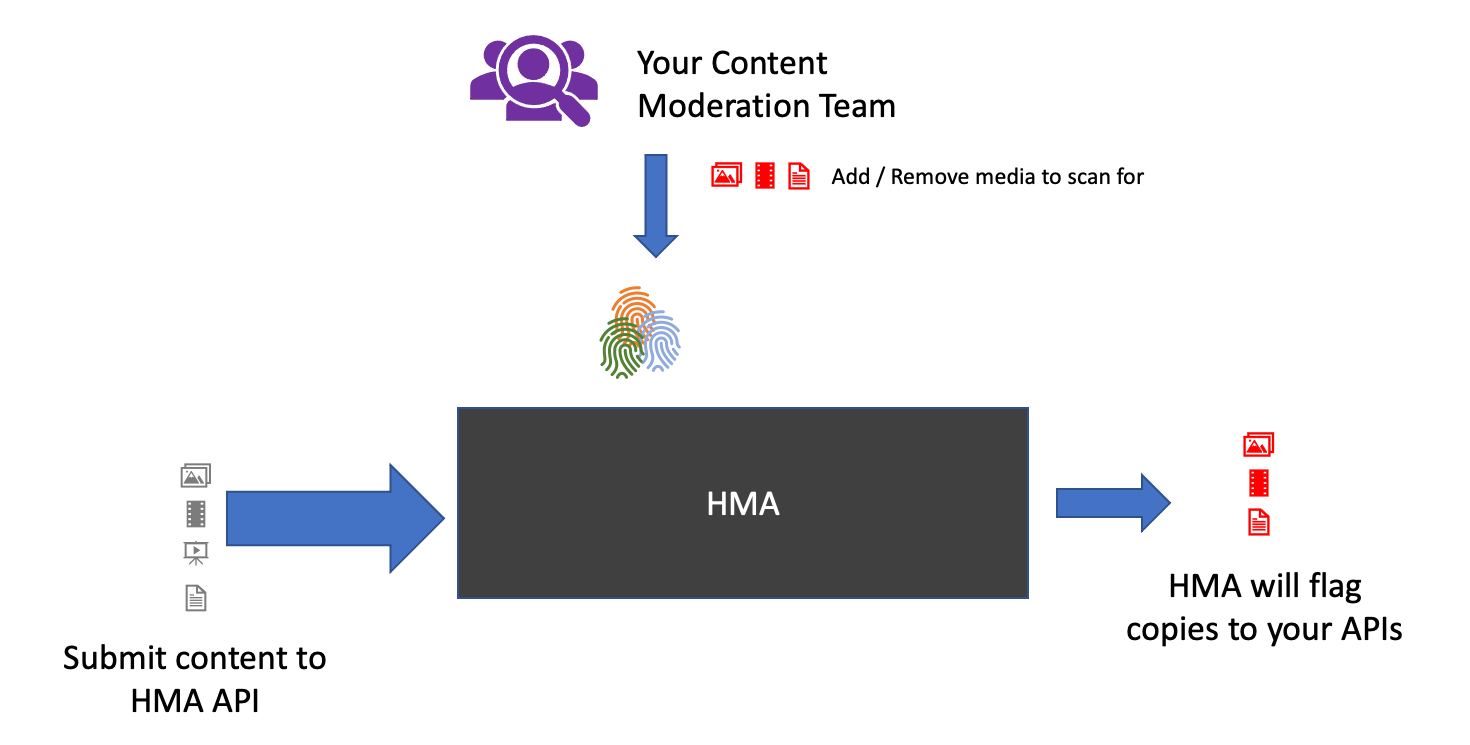 Your Content
Moderation Team
Add / Remove media to scan for
HMA
Submit content to
HMA API
HMA will flag
copies to your APIs